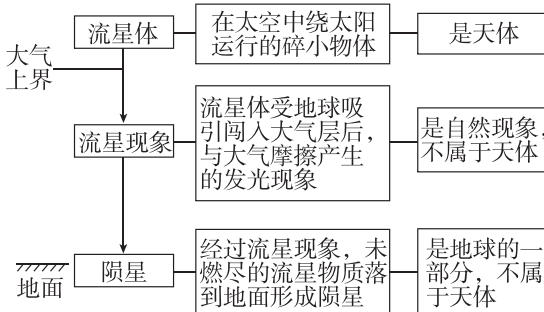 流星体
在太空中绕太阳
运行的碎小物体
是天体
大气
上界
流星现象
流星体受地球吸
引闯入大气层后，
与大气摩擦产生
的发光现象
是自然现象，
不属于天体
地面
陨星
经过流星现象，未
燃尽的流星物质落
到地面形成陨星
是地球的一
部分，不属
于天体